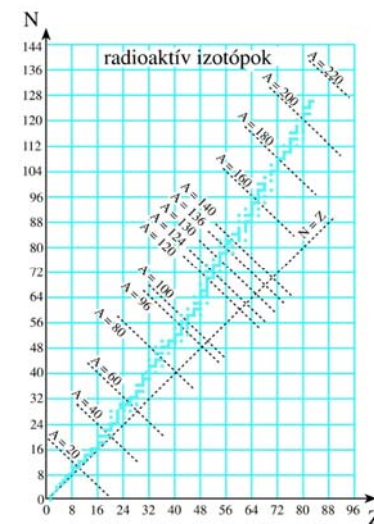 N
144
radioaktív izotópok
136
128
120
112
104
96
88
80
72
64
56
48
40
32
24
16
8
0
A = 220
A = 200
A = 180
A = 160
A = 140
A = 136
A = 130
A = 124
A = 120
A = 100
A = 96
A = 80
A = 60
A = 40
A = 20
N = Z
0 8 16 24 32 40 48 56 64 72 80 88 96
Z